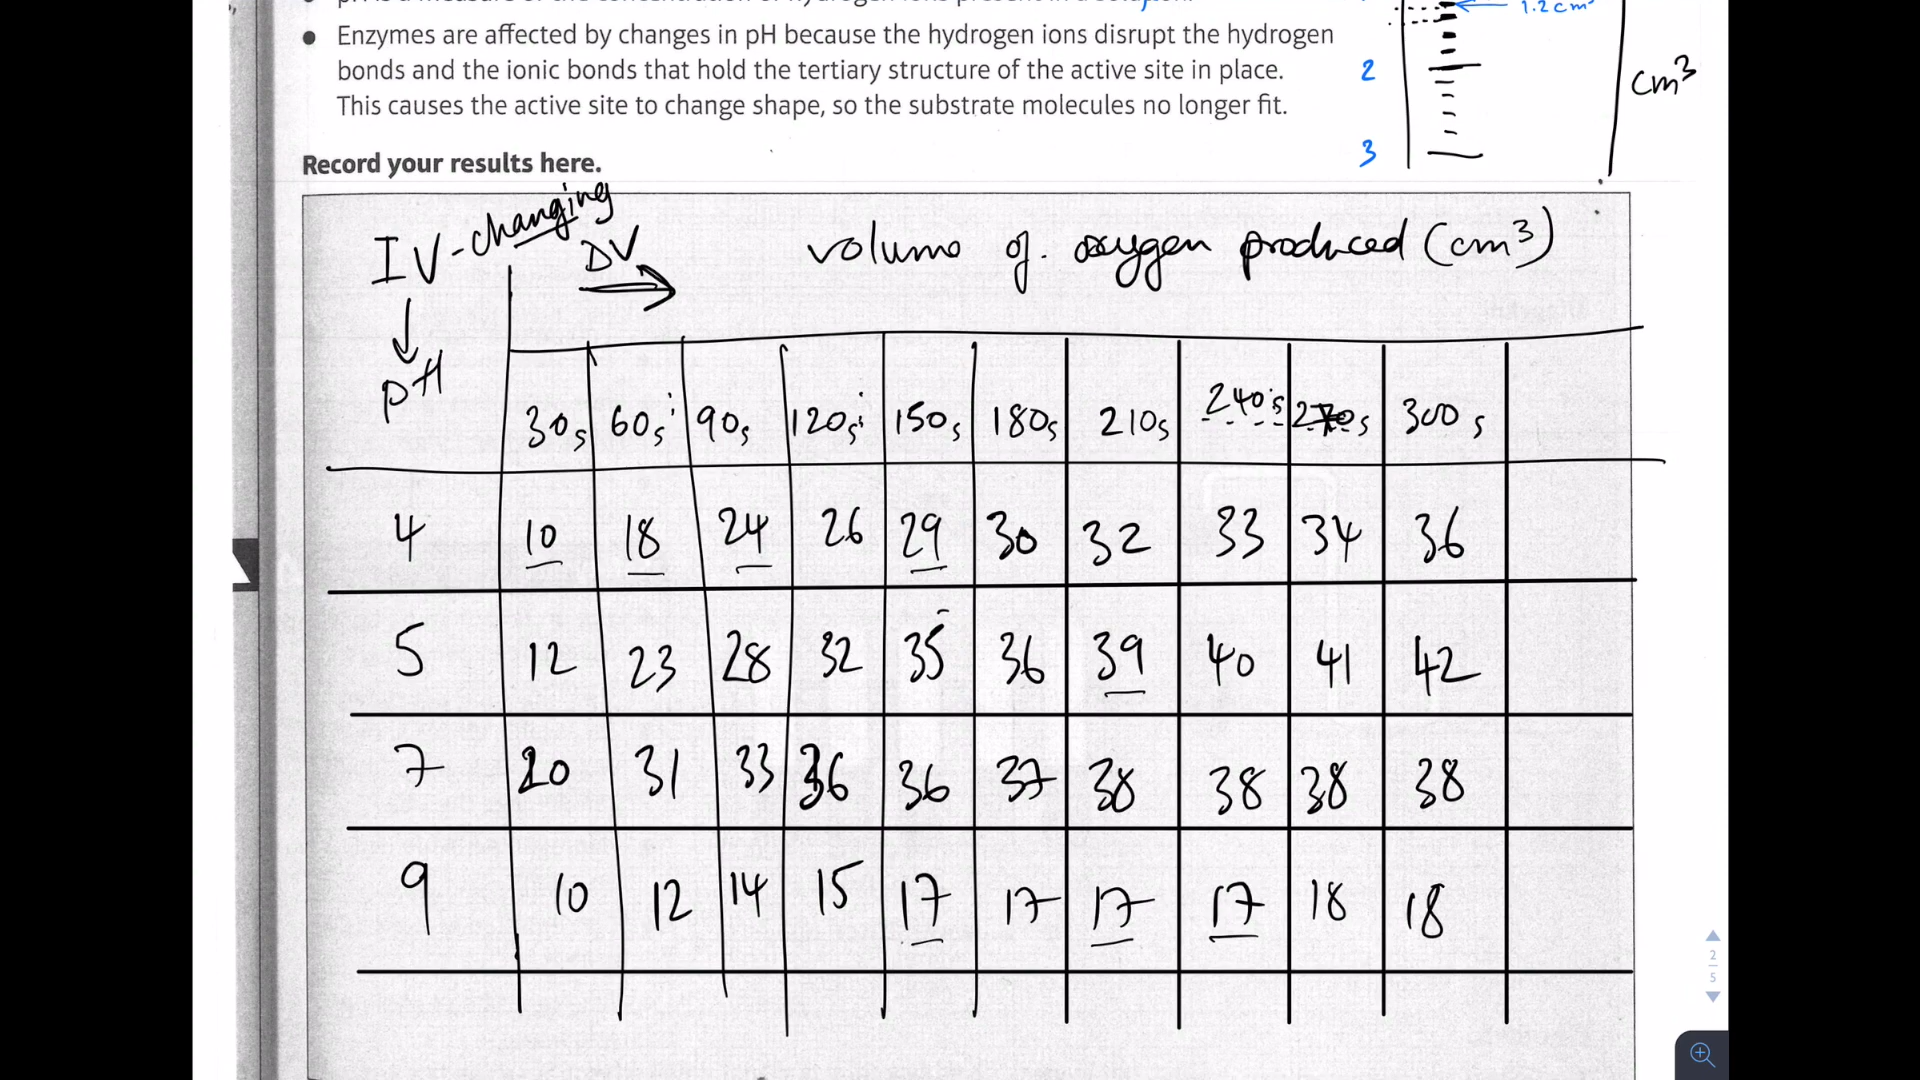 Enzymes are affected by changes in pH because the hydrogen
bonds and the ionic bonds that hold the tertiary structure of the active site in place.
This causes the active site to change shape, so the substrate molecules no longer fit.
1.2 cm³
2
3
cm³
Record your results here.
IV - changing
DV
volume of oxygen produced (cm³)
pH
30s 60s 90s 120s 150s 180s 210s 240s 270s 300s
4 10 18 24 26 29 30 32 33 34 36
5 12 23 28 32 35 36 39 40 41 42
7 20 31 33 36 36 37 38 38 38 38
9 10 12 14 15 17 17 17 17 18 18
2
5